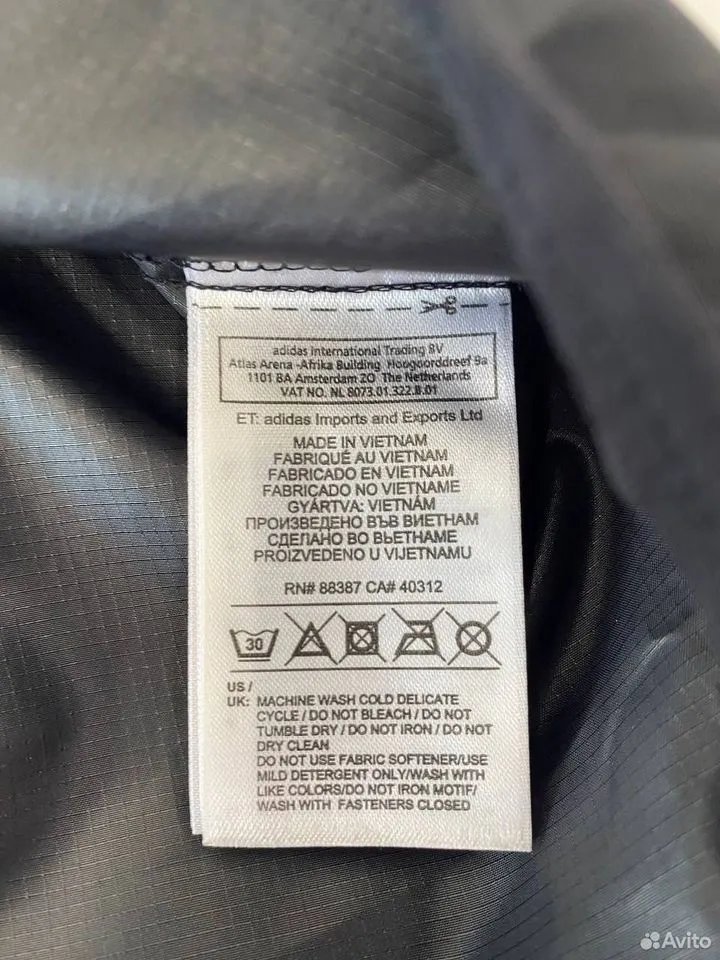 adidas International Trading BV
Atlas Arena -Afrika Building Hoogoorddreef 9a
1101 BA Amsterdam ZO The Netherlands
VAT NO. NL 8073.01.322.B.01
ET: adidas Imports and Exports Ltd
MADE IN VIETNAM
FABRIQUÉ AU VIETNAM
FABRICADO EN VIETNAM
FABRICADO NO VIETNAME
GYÁRTVA: VIETNÁM
ПРОИЗВЕДЕНО ВЪВ ВИЕТНАМ
СДЕЛАНО ВО ВЬЕТНАМЕ
PROIZVEDENO U VIJETNAMU
RN# 88387 CA# 40312
30
US /
UK: MACHINE WASH COLD DELICATE
CYCLE / DO NOT BLEACH / DO NOT
TUMBLE DRY / DO NOT IRON / DO NOT
DRY CLEAN
DO NOT USE FABRIC SOFTENER/USE
MILD DETERGENT ONLY/WASH WITH
LIKE COLORS/DO NOT IRON MOTIF/
WASH WITH FASTENERS CLOSED
Avito